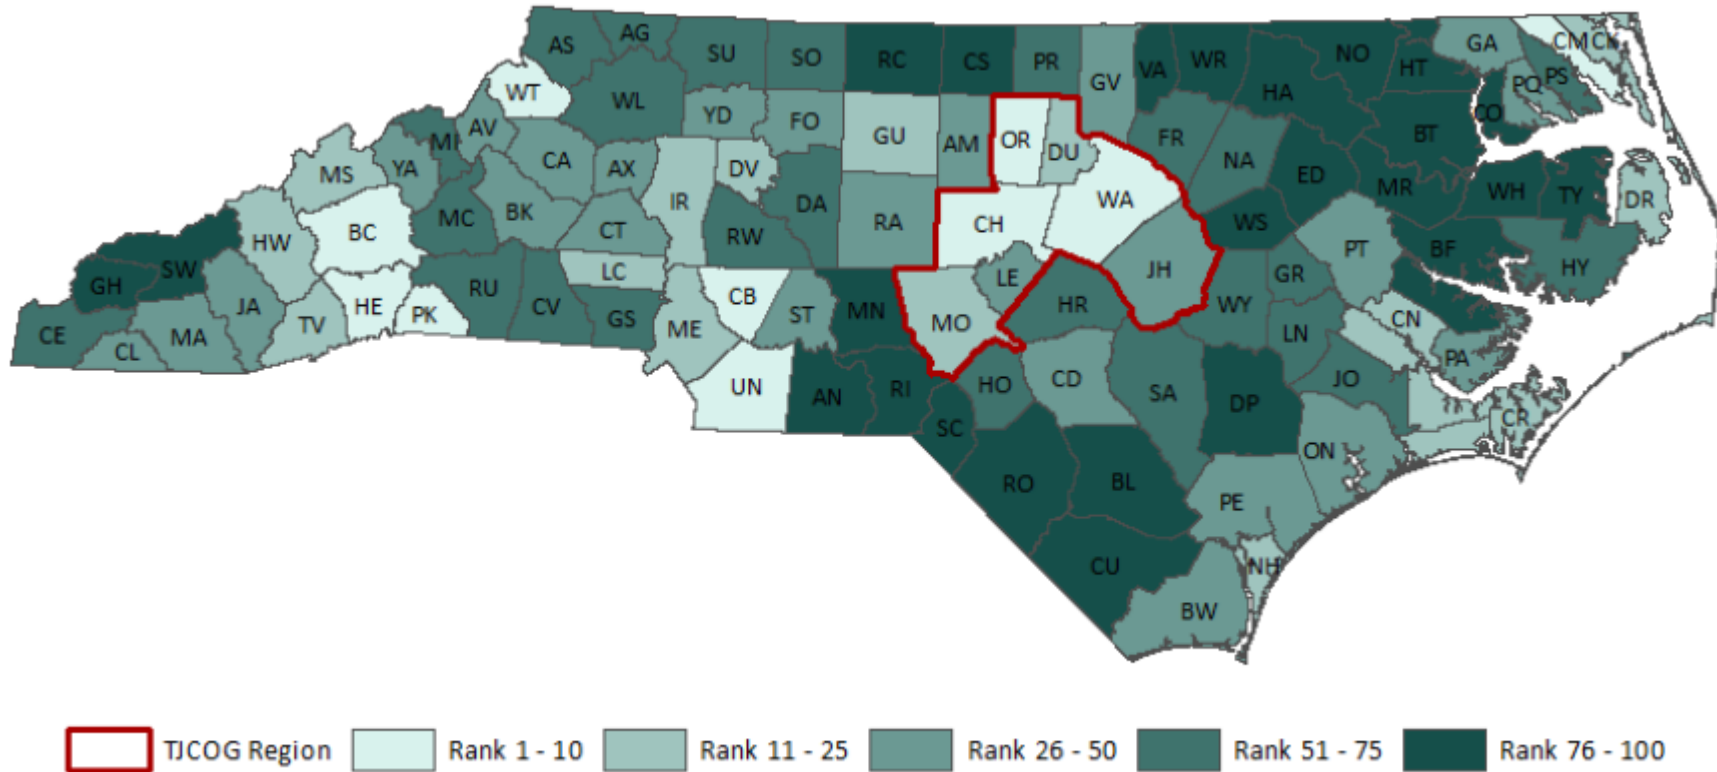 AS AG SU SO RC CS PR GV VA WR NO HT GA CM
WT WL YD FO GU AM OR DU FR HA BT CO PQ PS
MI AV CA AX IR DV NA ED MR WH TY DR
MS YA BK CT RW DA RA CH WA WS BF HY
HW BC MC LC LE JH GR PT
GH SW JA TV HE PK RU CV GS ME CB ST MN MO HR WY LN CN PA
CE CL MA UN AN RI HO CD SA DP JO CR
SC RO BL ON PE
CU NH BW
TJCOG Region Rank 1 - 10 Rank 11 - 25 Rank 26 - 50 Rank 51 - 75 Rank 76 - 100